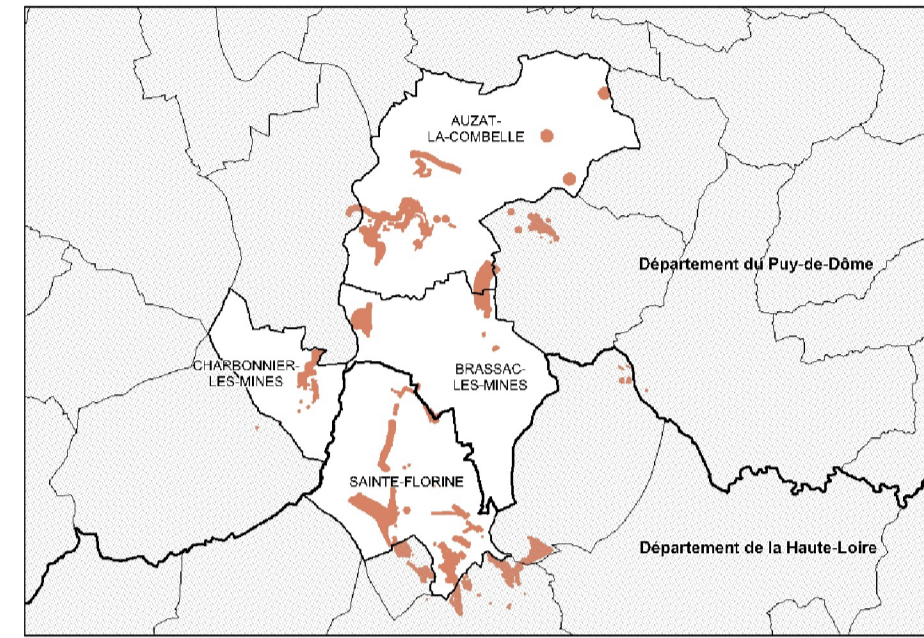 AUZAT-
LA-COMBELLE
Département du Puy-de-Dôme
CHARBONNIER-
LES-MINES
BRASSAC-
LES-MINES
SAINTE-FLORINE
Département de la Haute-Loire